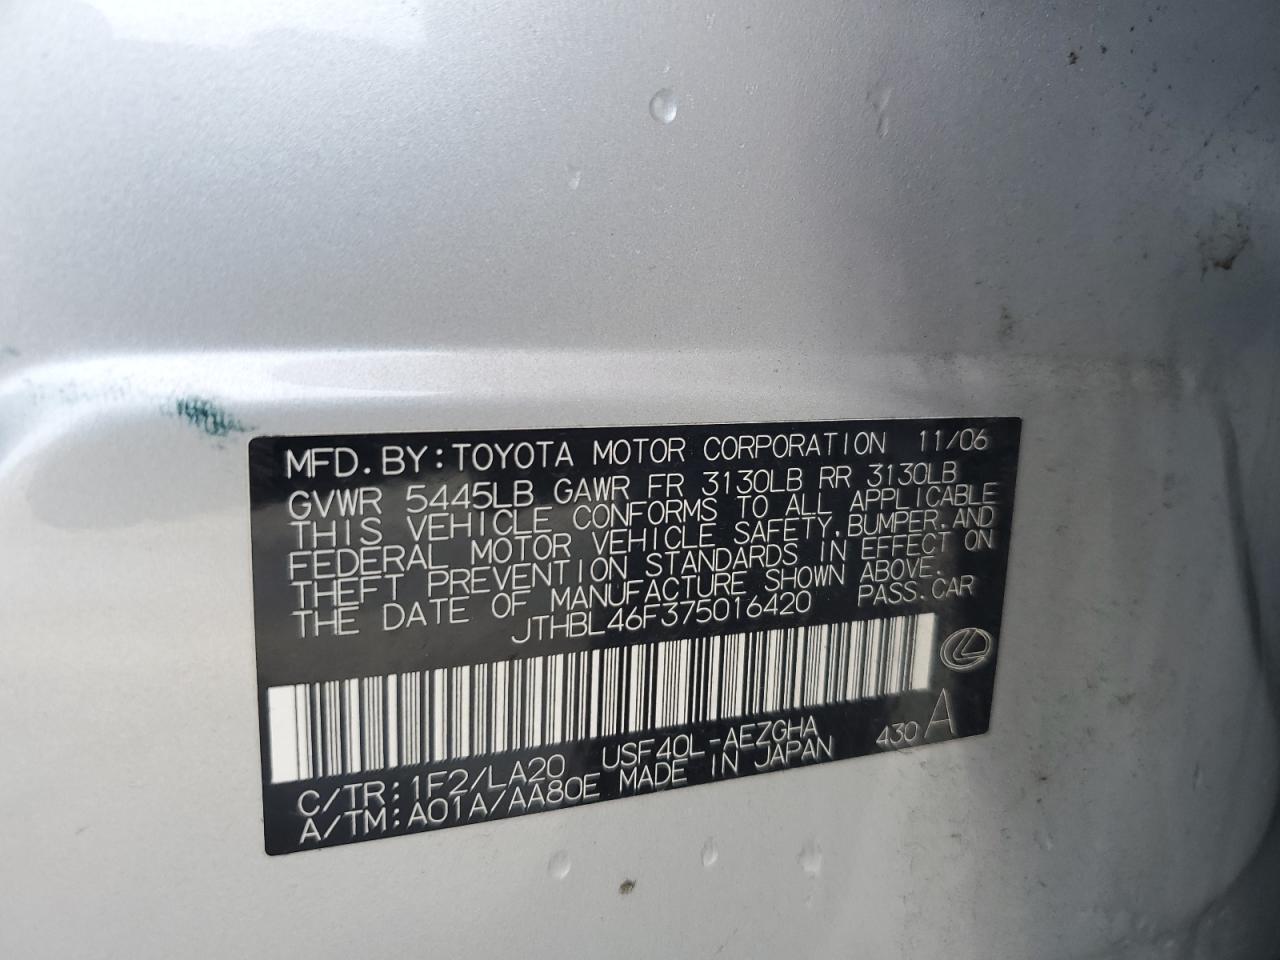 MFD.BY:TOYOTA MOTOR CORPORATION 11/06
GVWR 5445LB GAWR FR 3130LB RR 3130LB
THIS VEHICLE CONFORMS TO ALL APPLICABLE
FEDERAL MOTOR VEHICLE SAFETY,BUMPER,AND
THEFT PREVENTION STANDARDS IN EFFECT ON
THE DATE OF MANUFACTURE SHOWN ABOVE.
JTHBL46F375016420 PASS.CAR
C/TR:1F2/LA20 USF40L-AEZGHA 430 A
A/TM:A01A/AA80E MADE IN JAPAN